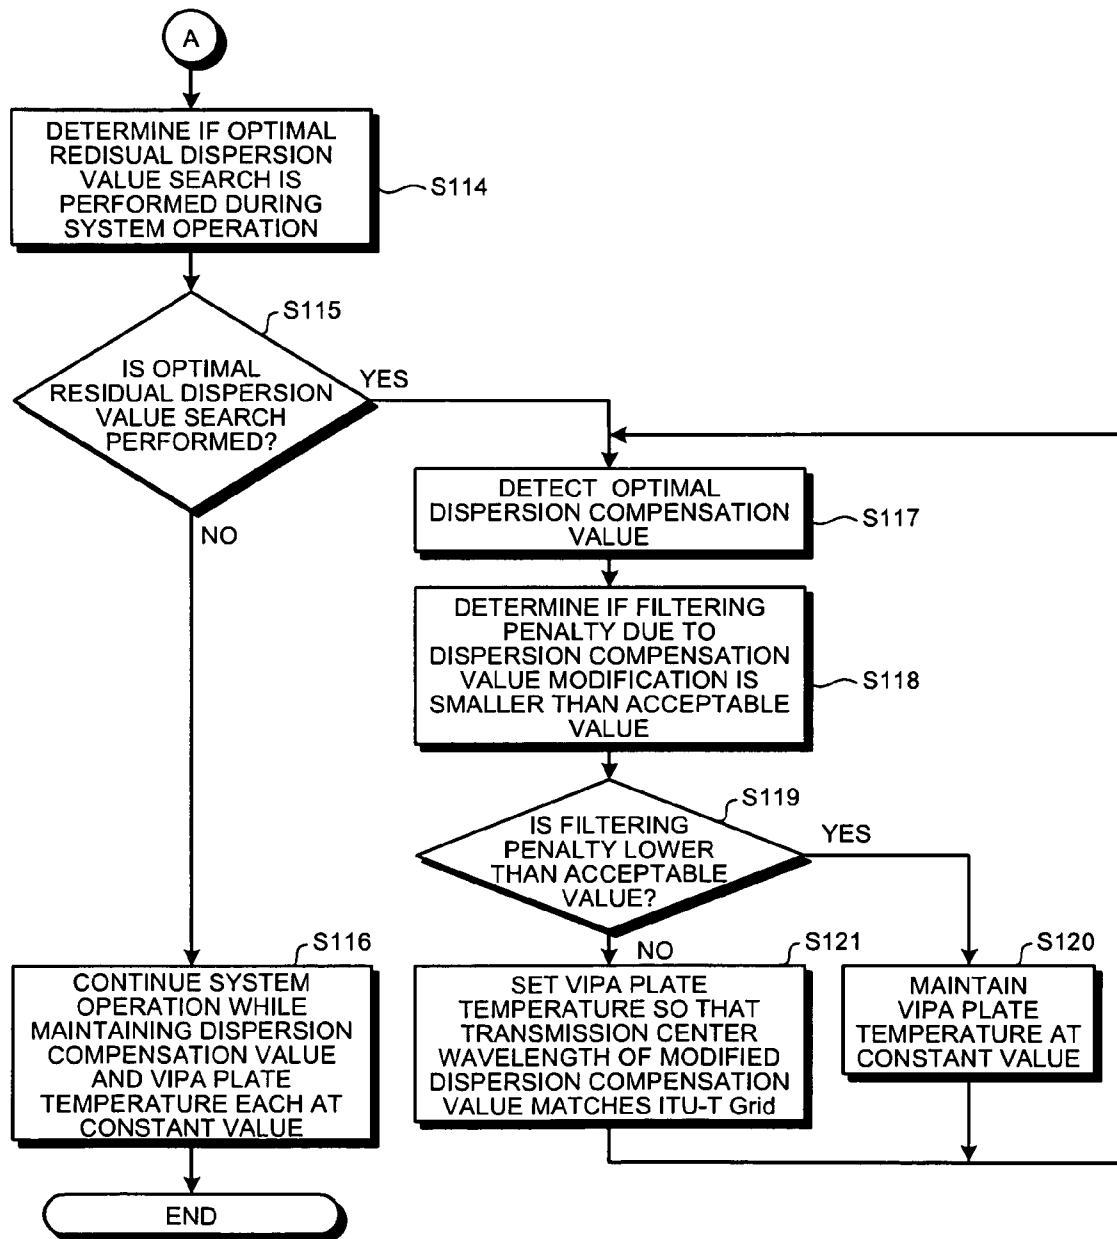 A
DETERMINE IF OPTIMAL
REDISUAL DISPERSION
VALUE SEARCH IS
PERFORMED DURING
SYSTEM OPERATION
S114
S115
IS OPTIMAL
RESIDUAL DISPERSION
VALUE SEARCH
PERFORMED?
YES
NO
DETECT OPTIMAL
DISPERSION COMPENSATION
VALUE
S117
DETERMINE IF FILTERING
PENALTY DUE TO
DISPERSION COMPENSATION
VALUE MODIFICATION IS
SMALLER THAN ACCEPTABLE
VALUE
S118
S119
IS FILTERING
PENALTY LOWER
THAN ACCEPTABLE
VALUE?
YES
NO
S116
CONTINUE SYSTEM
OPERATION WHILE
MAINTAINING DISPERSION
COMPENSATION VALUE
AND VIPA PLATE
TEMPERATURE EACH AT
CONSTANT VALUE
S121
SET VIPA PLATE
TEMPERATURE SO THAT
TRANSMISSION CENTER
WAVELENGTH OF MODIFIED
DISPERSION COMPENSATION
VALUE MATCHES ITU-T Grid
S120
MAINTAIN
VIPA PLATE
TEMPERATURE AT
CONSTANT VALUE
END